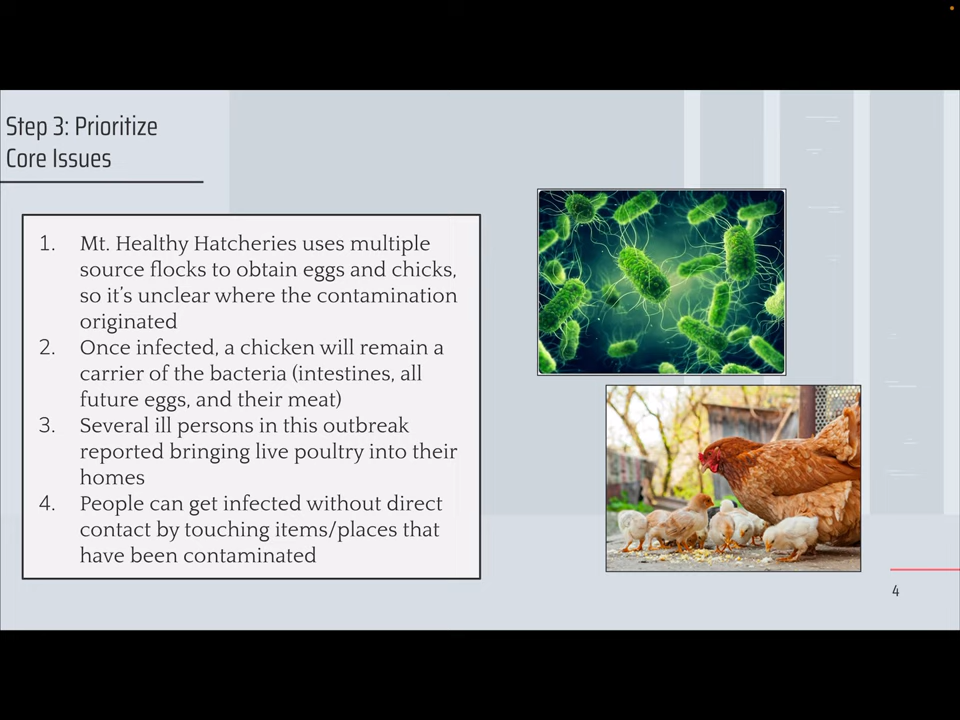 Step 3: Prioritize
Core Issues
1. Mt. Healthy Hatcheries uses multiple
source flocks to obtain eggs and chicks,
so it's unclear where the contamination
originated
2. Once infected, a chicken will remain a
carrier of the bacteria (intestines, all
future eggs, and their meat)
3. Several ill persons in this outbreak
reported bringing live poultry into their
homes
4. People can get infected without direct
contact by touching items/places that
have been contaminated
4